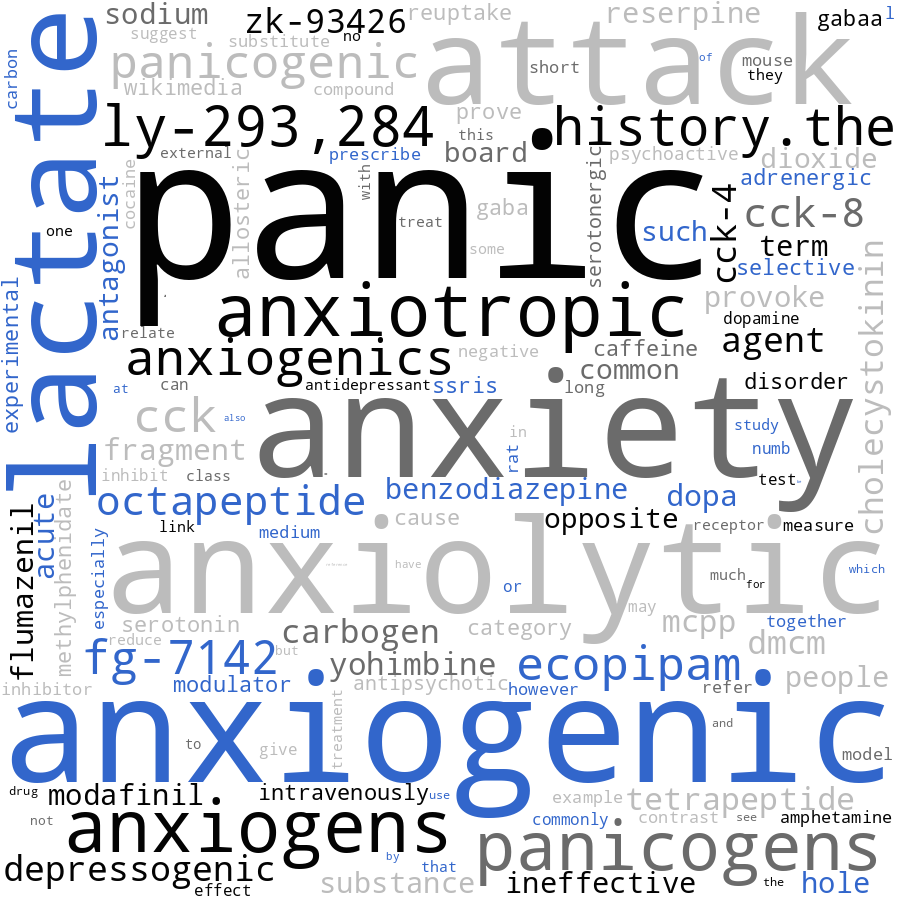 sodium
zk-93426
reuptake
reserpine
gabaa
l
suggest
substitute
no
attack
of
mouse
they
carbon
lactate
panicogenic
short
wikimedia
compound
prove
ly-293,284
history.the
this
external
prescribe
board
psychoactive
dioxide
cocaine
allosteric
with
panic
serotonergic
adrenergic
antagonist
gaba
cck-4
cck-8
one
treat
such
term
some
selective
cholecystokinin
experimental
anxiotropic
provoke
dopamine
relate
anxiogenics
negative
caffeine
agent
at
can
antidepressant
ssris
long
common
disorder
cck
also
anxiety
study
fragment
in
rat
numb
inhibit
class
test
octapeptide
benzodiazepine
dopa
flumazenil
acute
methylphenidate
link
medium
cause
opposite
receptor
measure
especially
anxiolytic
have
much
for
which
or
may
serotonin
carbogen
category
mcpp
together
reduce
but
fg-7142
yohimbine
ecopipam
dmcm
inhibitor
modulator
antipsychotic
however
refer
people
anxiogenic
treatment
and
to
give
model
drug
modafinil
intravenously
use
example
tetrapeptide
not
anxiogens
commonly
contrast
see
amphetamine
panicogens
depressogenic
by
that
effect
substance
ineffective
the
hole